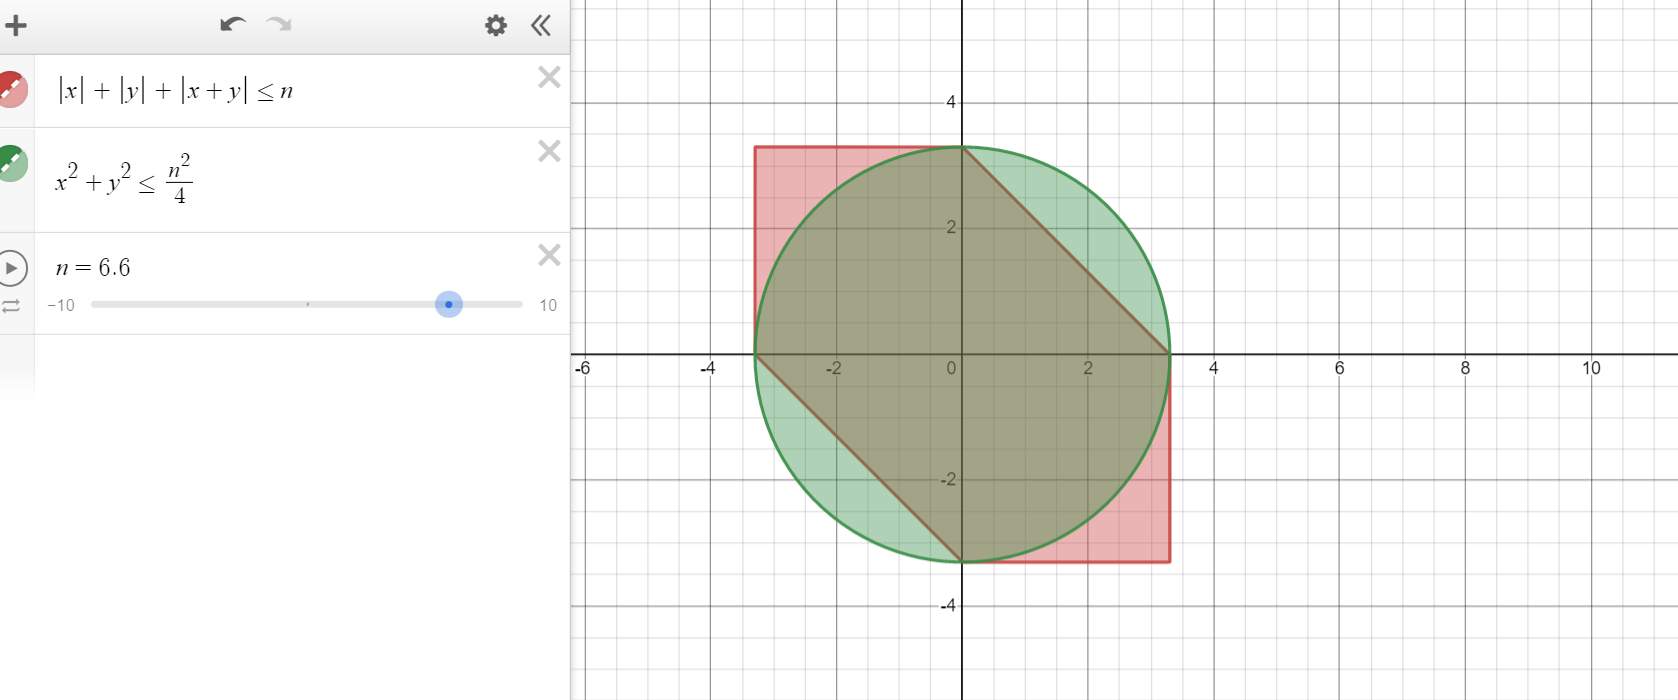 |x| + |y| + |x + y| ≤ n
x² + y² ≤ n²/4
n = 6.6
−10 10
4
2
-6 -4 -2 0 2 4 6 8 10
-2
-4